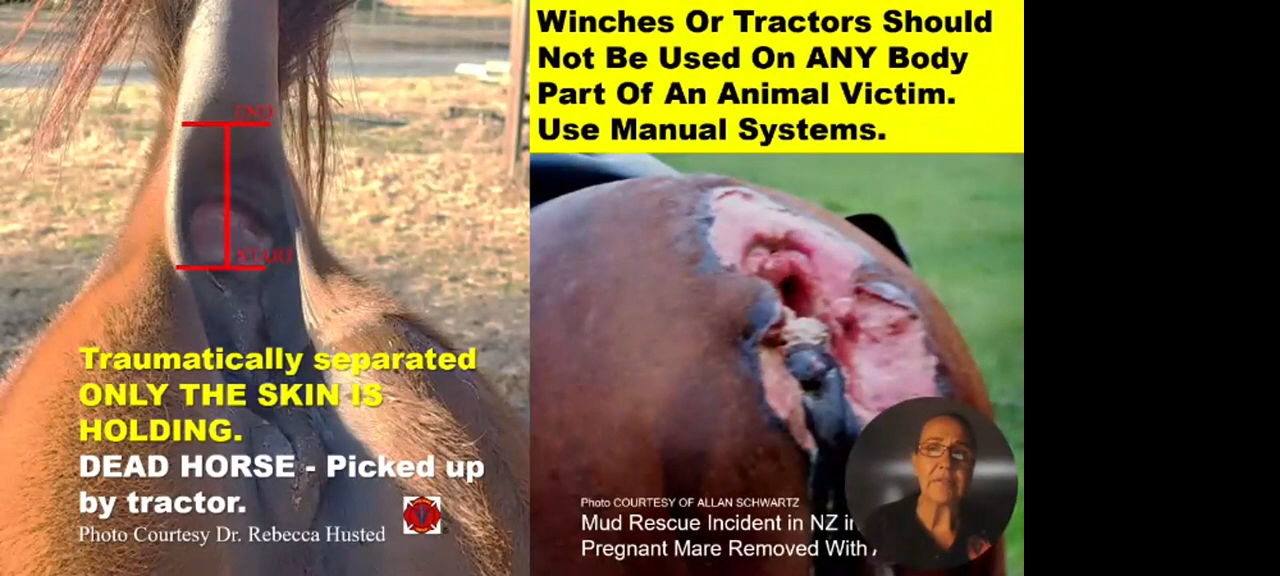 END
START
Traumatically separated
ONLY THE SKIN IS
HOLDING.
DEAD HORSE - Picked up
by tractor.
Photo Courtesy Dr. Rebecca Husted
Winches Or Tractors Should
Not Be Used On ANY Body
Part Of An Animal Victim.
Use Manual Systems.
Photo COURTESY OF ALLAN SCHWARTZ
Mud Rescue Incident in NZ
Pregnant Mare Removed With